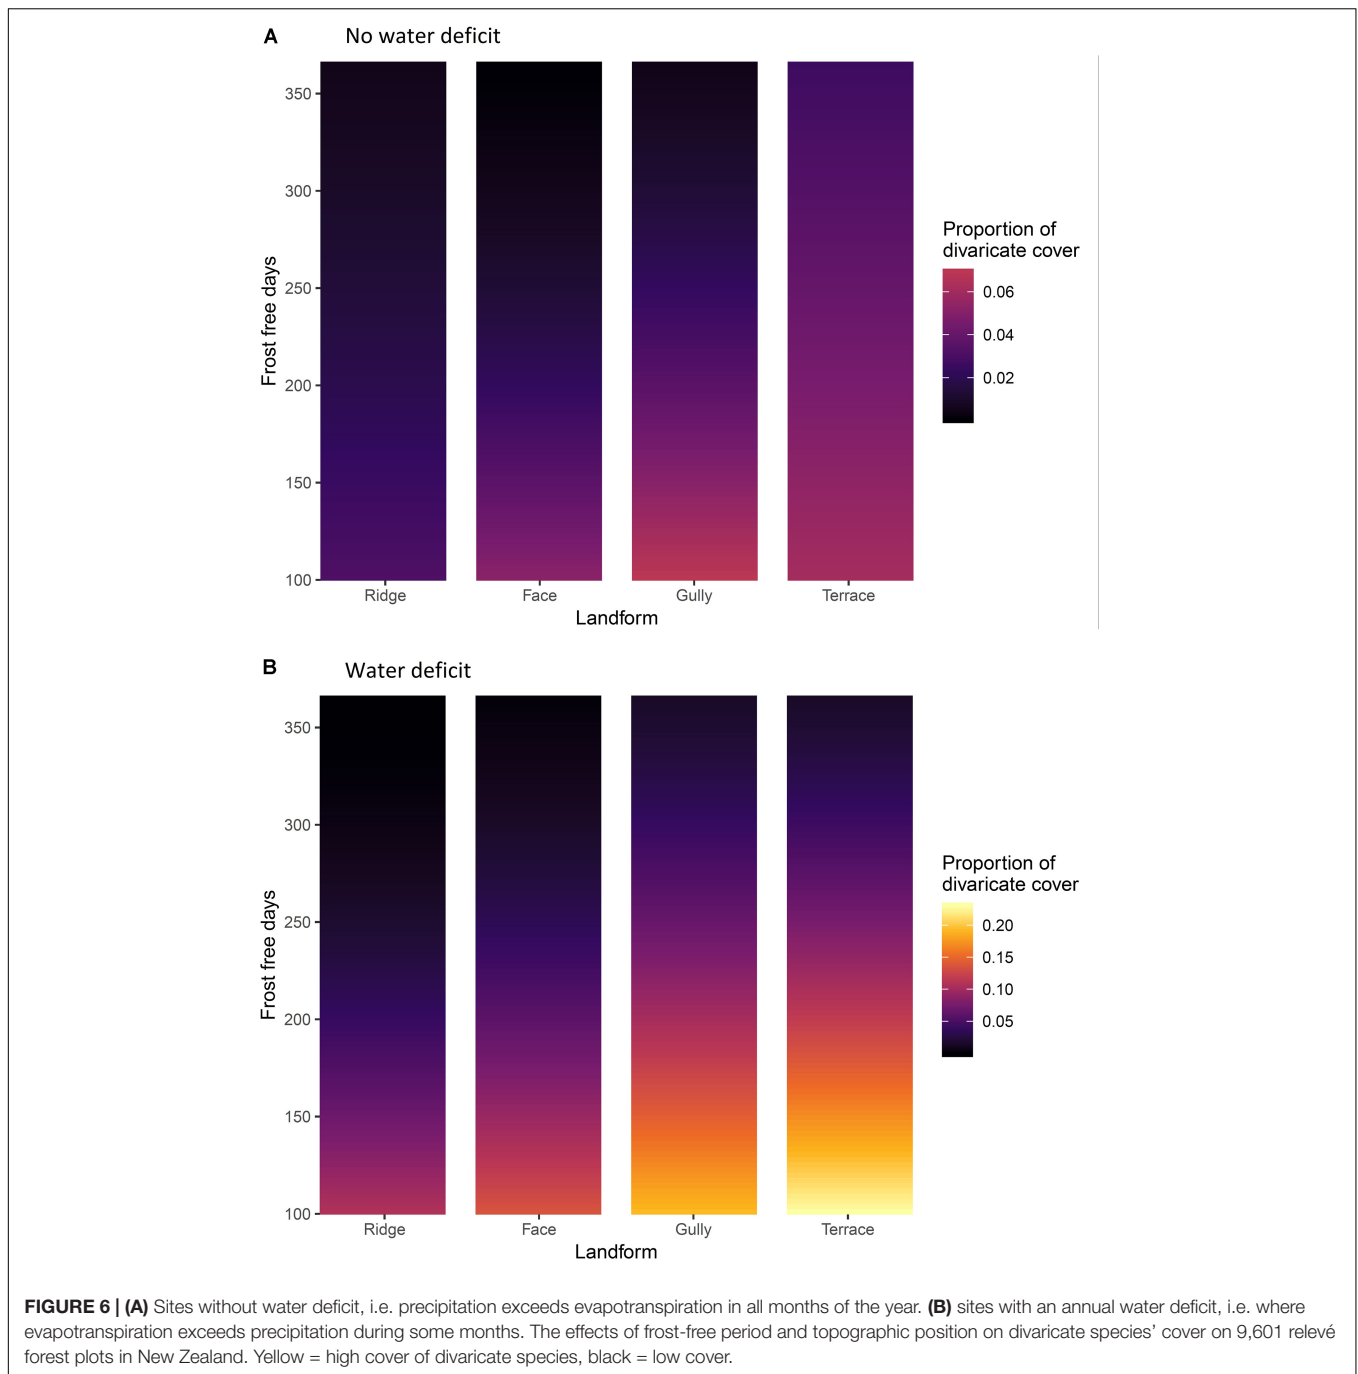 A No water deficit
350
300
250
200
150
100
Frost free days
Ridge Face Gully Terrace
Landform
Proportion of
divaricate cover
0.06
0.04
0.02
B Water deficit
350
300
250
200
150
100
Frost free days
Ridge Face Gully Terrace
Landform
Proportion of
divaricate cover
0.20
0.15
0.10
0.05
FIGURE 6 | (A) Sites without water deficit, i.e. precipitation exceeds evapotranspiration in all months of the year. (B) sites with an annual water deficit, i.e. where
evapotranspiration exceeds precipitation during some months. The effects of frost-free period and topographic position on divaricate species' cover on 9,601 relevé
forest plots in New Zealand. Yellow = high cover of divaricate species, black = low cover.